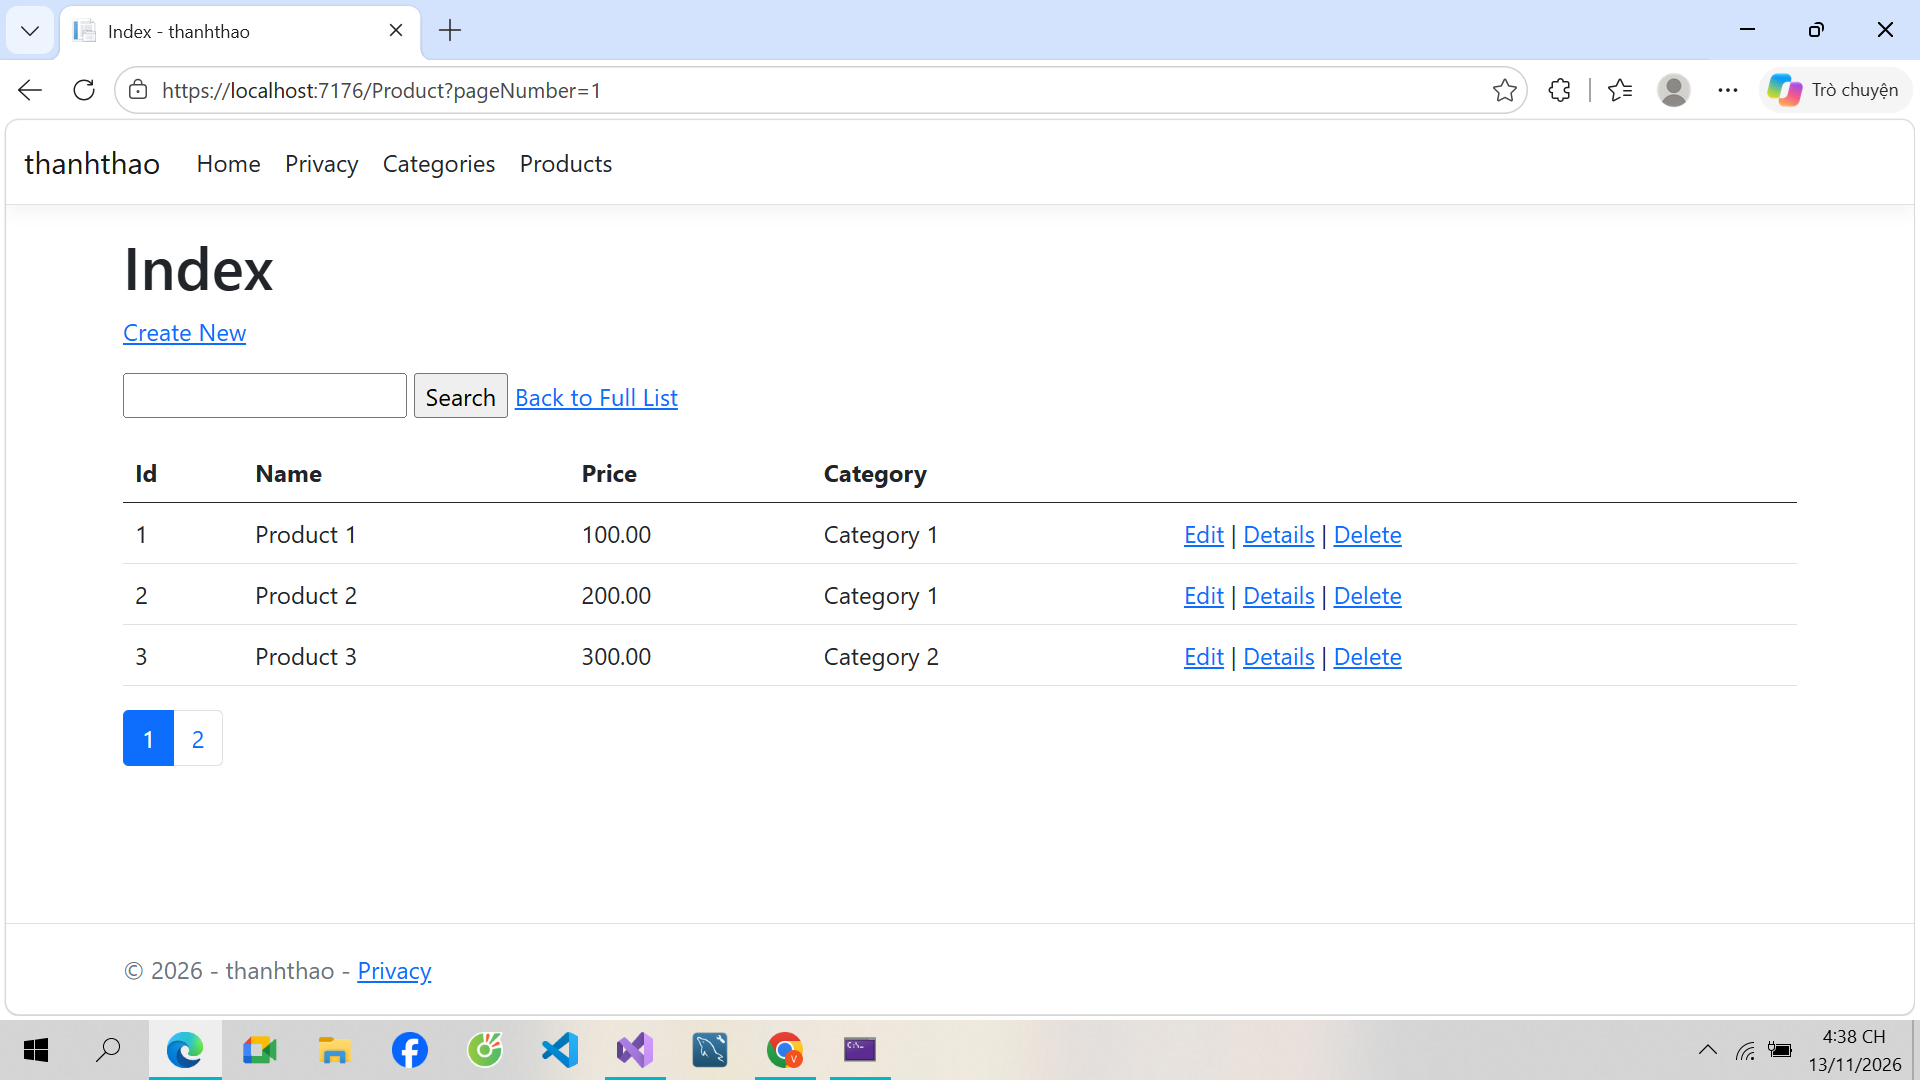 Index - thanhthao
https://localhost:7176/Product?pageNumber=1
Trò chuyện
thanhthao Home Privacy Categories Products
Index
Create New
Search Back to Full List
Id Name Price Category
1 Product 1 100.00 Category 1 Edit | Details | Delete
2 Product 2 200.00 Category 1 Edit | Details | Delete
3 Product 3 300.00 Category 2 Edit | Details | Delete
1 2
© 2026 - thanhthao - Privacy
4:38 CH
13/11/2026